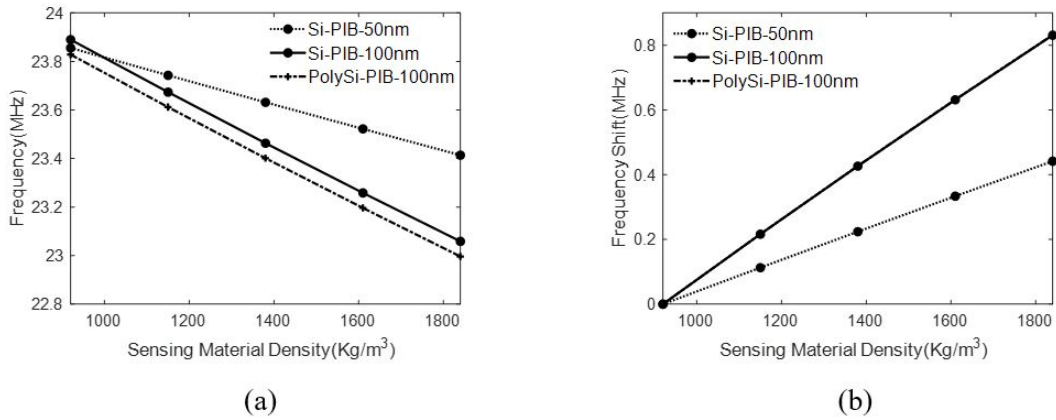 24
23.8
23.6
23.4
23.2
23
22.8
Frequency(MHz)
Si-PIB-50nm
Si-PIB-100nm
PolySi-PIB-100nm
1000 1200 1400 1600 1800
Sensing Material Density(Kg/m³)
(a)
0.8
0.6
0.4
0.2
0
Frequency Shift(MHz)
Si-PIB-50nm
Si-PIB-100nm
PolySi-PIB-100nm
1000 1200 1400 1600 1800
Sensing Material Density(Kg/m³)
(b)